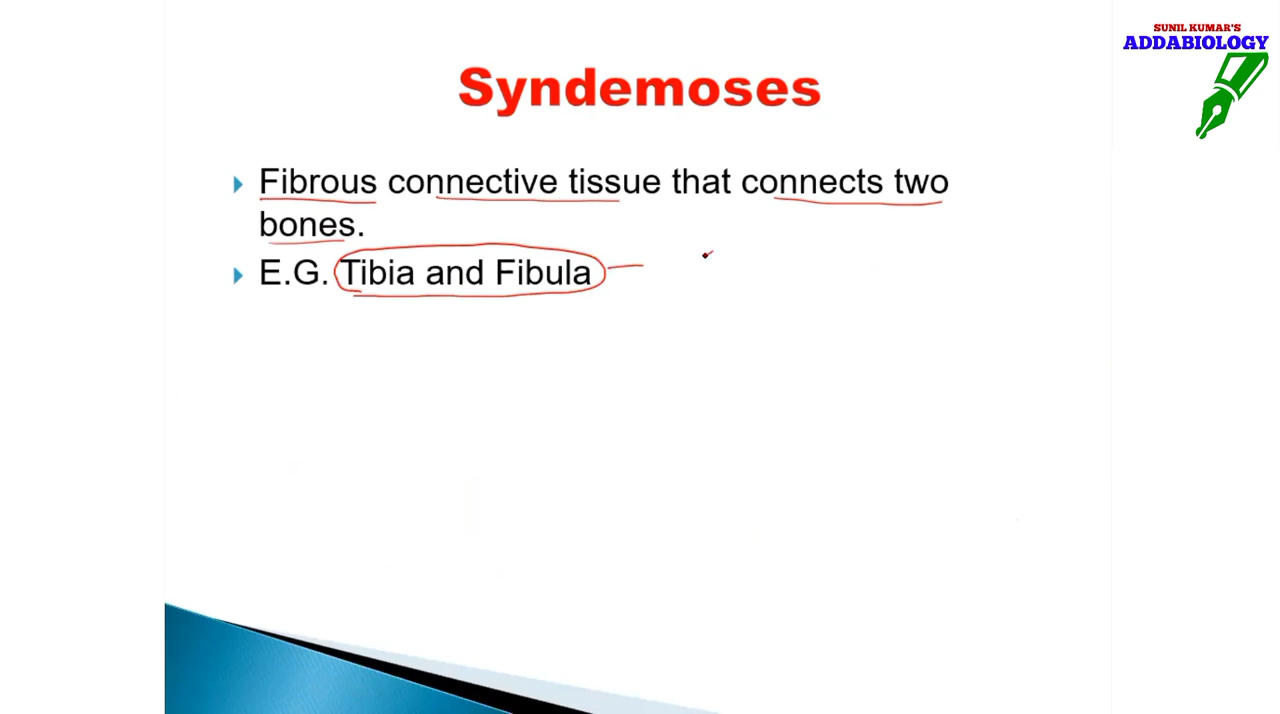 SUNIL KUMAR'S
ADDABIOLOGY
Syndemoses
Fibrous connective tissue that connects two
bones.
E.G. Tibia and Fibula